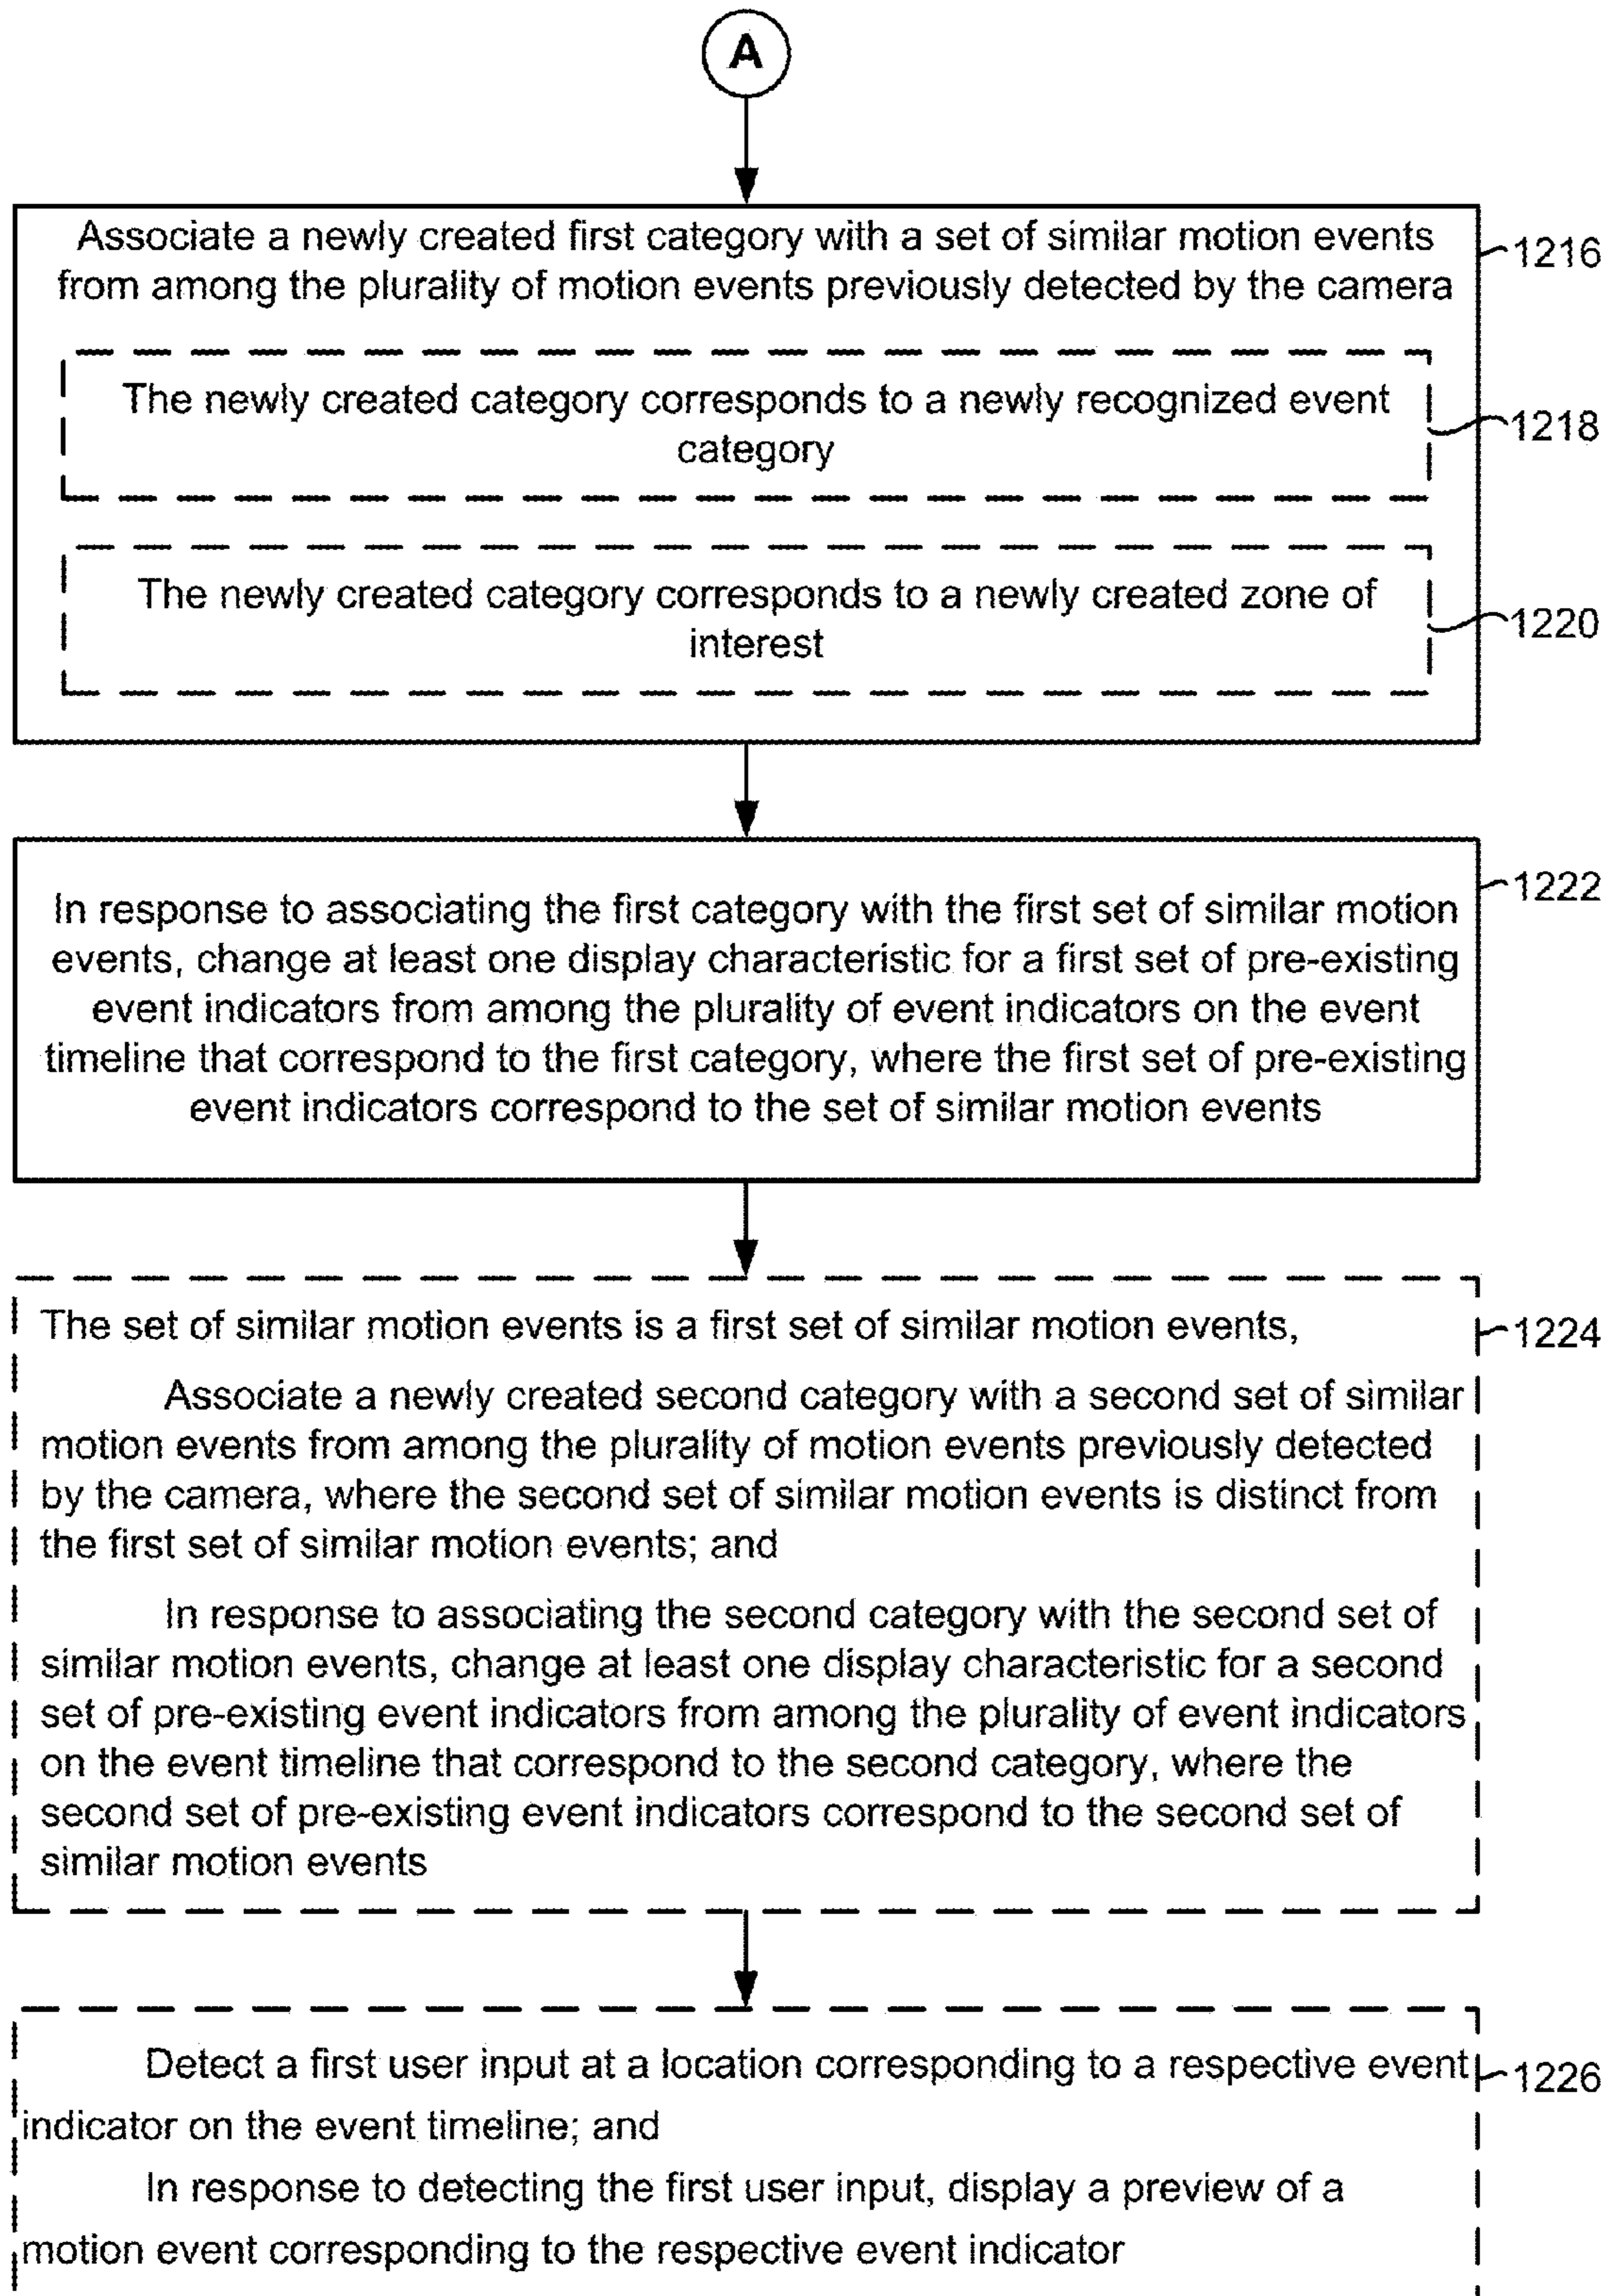 A
Associate a newly created first category with a set of similar motion events
from among the plurality of motion events previously detected by the camera
1216
The newly created category corresponds to a newly recognized event
category
1218
The newly created category corresponds to a newly created zone of
interest
1220
In response to associating the first category with the first set of similar motion
events, change at least one display characteristic for a first set of pre-existing
event indicators from among the plurality of event indicators on the event
timeline that correspond to the first category, where the first set of pre-existing
event indicators correspond to the set of similar motion events
1222
The set of similar motion events is a first set of similar motion events,
Associate a newly created second category with a second set of similar
motion events from among the plurality of motion events previously detected
by the camera, where the second set of similar motion events is distinct from
the first set of similar motion events; and
In response to associating the second category with the second set of
similar motion events, change at least one display characteristic for a second
set of pre-existing event indicators from among the plurality of event indicators
on the event timeline that correspond to the second category, where the
second set of pre-existing event indicators correspond to the second set of
similar motion events
1224
Detect a first user input at a location corresponding to a respective event
indicator on the event timeline; and
In response to detecting the first user input, display a preview of a
motion event corresponding to the respective event indicator
1226